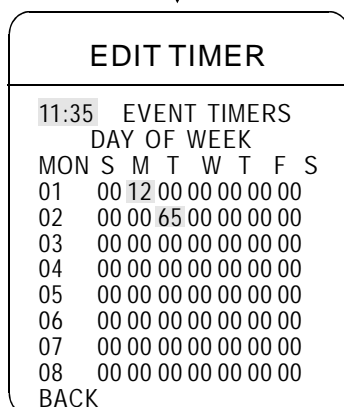 EDIT TIMER
11:35 EVENT TIMERS
DAY OF WEEK
MON S M T W T F S
01 00 12 00 00 00 00 00
02 00 00 65 00 00 00 00
03 00 00 00 00 00 00 00
04 00 00 00 00 00 00 00
05 00 00 00 00 00 00 00
06 00 00 00 00 00 00 00
07 00 00 00 00 00 00 00
08 00 00 00 00 00 00 00
BACK